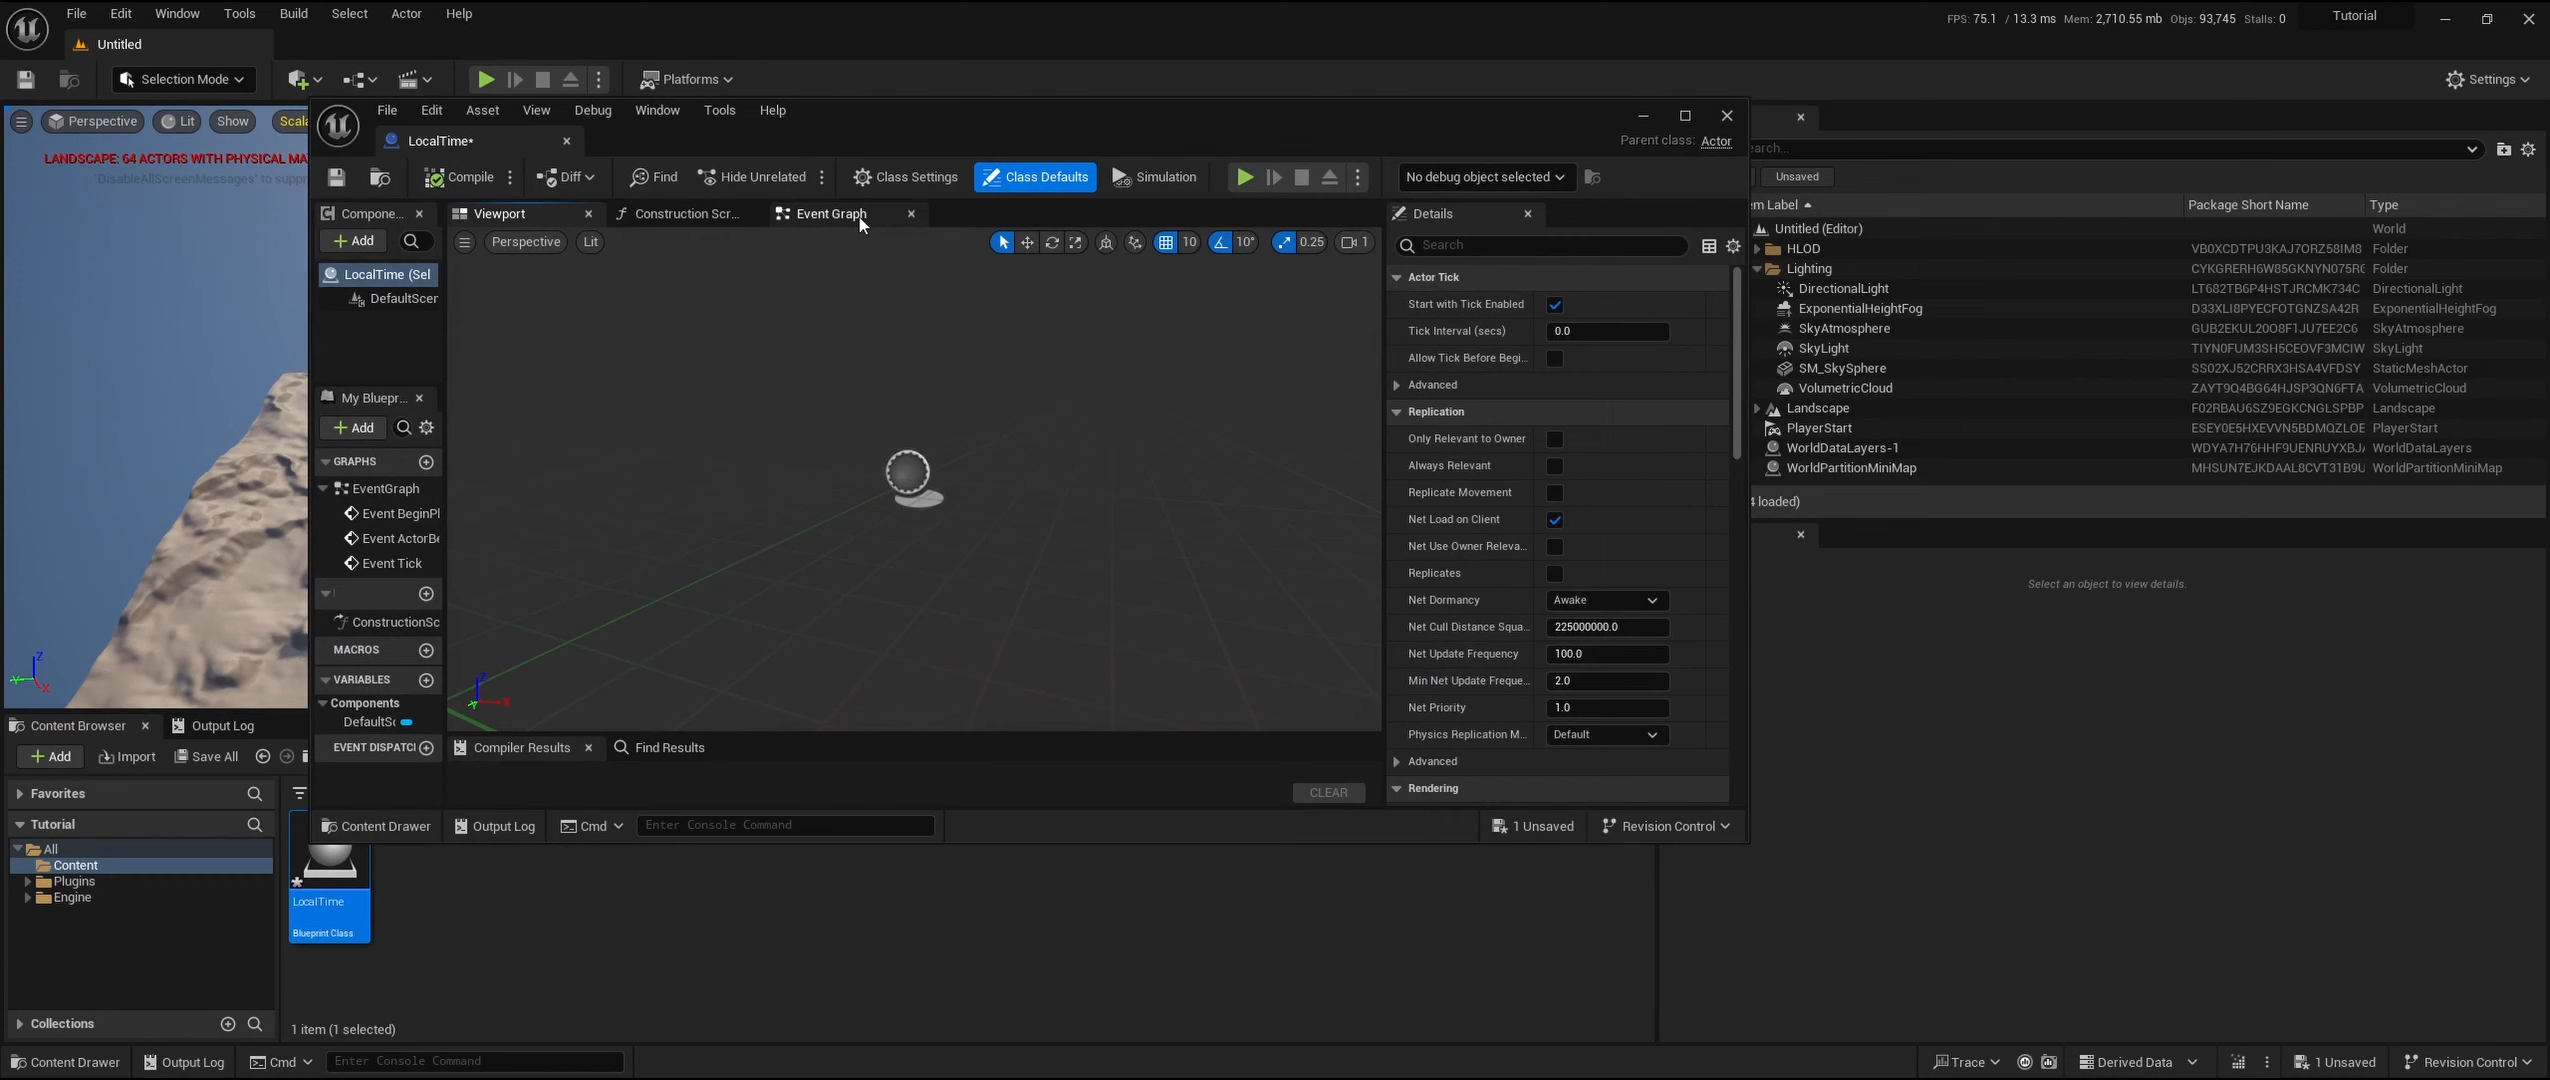 File Edit Window Tools Build Select Actor Help
FPS: 75.1 / 13.3 ms Mem: 2,710.55 mb Objs: 93,745 Stalls: 0
Tutorial
Untitled
Selection Mode
Platforms
Settings
Perspective Lit Show Scala
LANDSCAPE: 64 ACTORS WITH PHYSICAL MA
'DisableAllScreenMessages' to suppr
File Edit Asset View Debug Window Tools Help
LocalTime*
Parent class: Actor
Compile Diff Find Hide Unrelated Class Settings Class Defaults Simulation No debug object selected
Compone...
+ Add
LocalTime (Sel
DefaultScer
My Bluepr...
+ Add
GRAPHS
EventGraph
Event BeginPl
Event ActorBe
Event Tick
ConstructionSc
MACROS
VARIABLES
Components
DefaultSc
EVENT DISPATCI
Viewport Construction Scr... Event Graph
Perspective Lit
10 10° 0.25 1
Z
Compiler Results Find Results
CLEAR
Details
Search
Actor Tick
Start with Tick Enabled
Tick Interval (secs) 0.0
Allow Tick Before Begi...
Advanced
Replication
Only Relevant to Owner
Always Relevant
Replicate Movement
Net Load on Client
Net Use Owner Releva...
Replicates
Net Dormancy Awake
Net Cull Distance Squa... 225000000.0
Net Update Frequency 100.0
Min Net Update Freque... 2.0
Net Priority 1.0
Physics Replication M... Default
Advanced
Rendering
Content Drawer Output Log Cmd Enter Console Command 1 Unsaved Revision Control
earch...
Unsaved
em Label Package Short Name Type
Untitled (Editor) World
HLOD VB0XCDTPU3KAJ7ORZ58IM8 Folder
Lighting CYKGRERH6W85GKNYN075R6 Folder
DirectionalLight LT682TB6P4HSTJRCMK734C DirectionalLight
ExponentialHeightFog D33XLI8PYECFOTGNZSA42R ExponentialHeightFog
SkyAtmosphere GUB2EKUL20O8F1JU7EE2C6 SkyAtmosphere
SkyLight TIYN0FUM3SH5CEOVF3MCIW SkyLight
SM_SkySphere SS02XJ52CRRX3HSA4VFDSY StaticMeshActor
VolumetricCloud ZAYT9Q4BG64HJSP3QN6FTA VolumetricCloud
Landscape F02RBAU6SZ9EGKCNGLSPBP Landscape
PlayerStart ESEY0E5HXEVVN5BDMQZLOE PlayerStart
WorldDataLayers-1 WDYA7H76HHF9UENRUYXBJ/ WorldDataLayers
WorldPartitionMiniMap MHSUN7EJKDAAL8CVT31B9U WorldPartitionMiniMap
4 loaded)
Select an object to view details.
Z
Y
X
Content Browser Output Log
+ Add Import Save All
Favorites
Tutorial
All
Content
Plugins
Engine
Collections
LocalTime
Blueprint Class
1 item (1 selected)
Content Drawer Output Log Cmd Enter Console Command
Trace Derived Data 1 Unsaved Revision Control